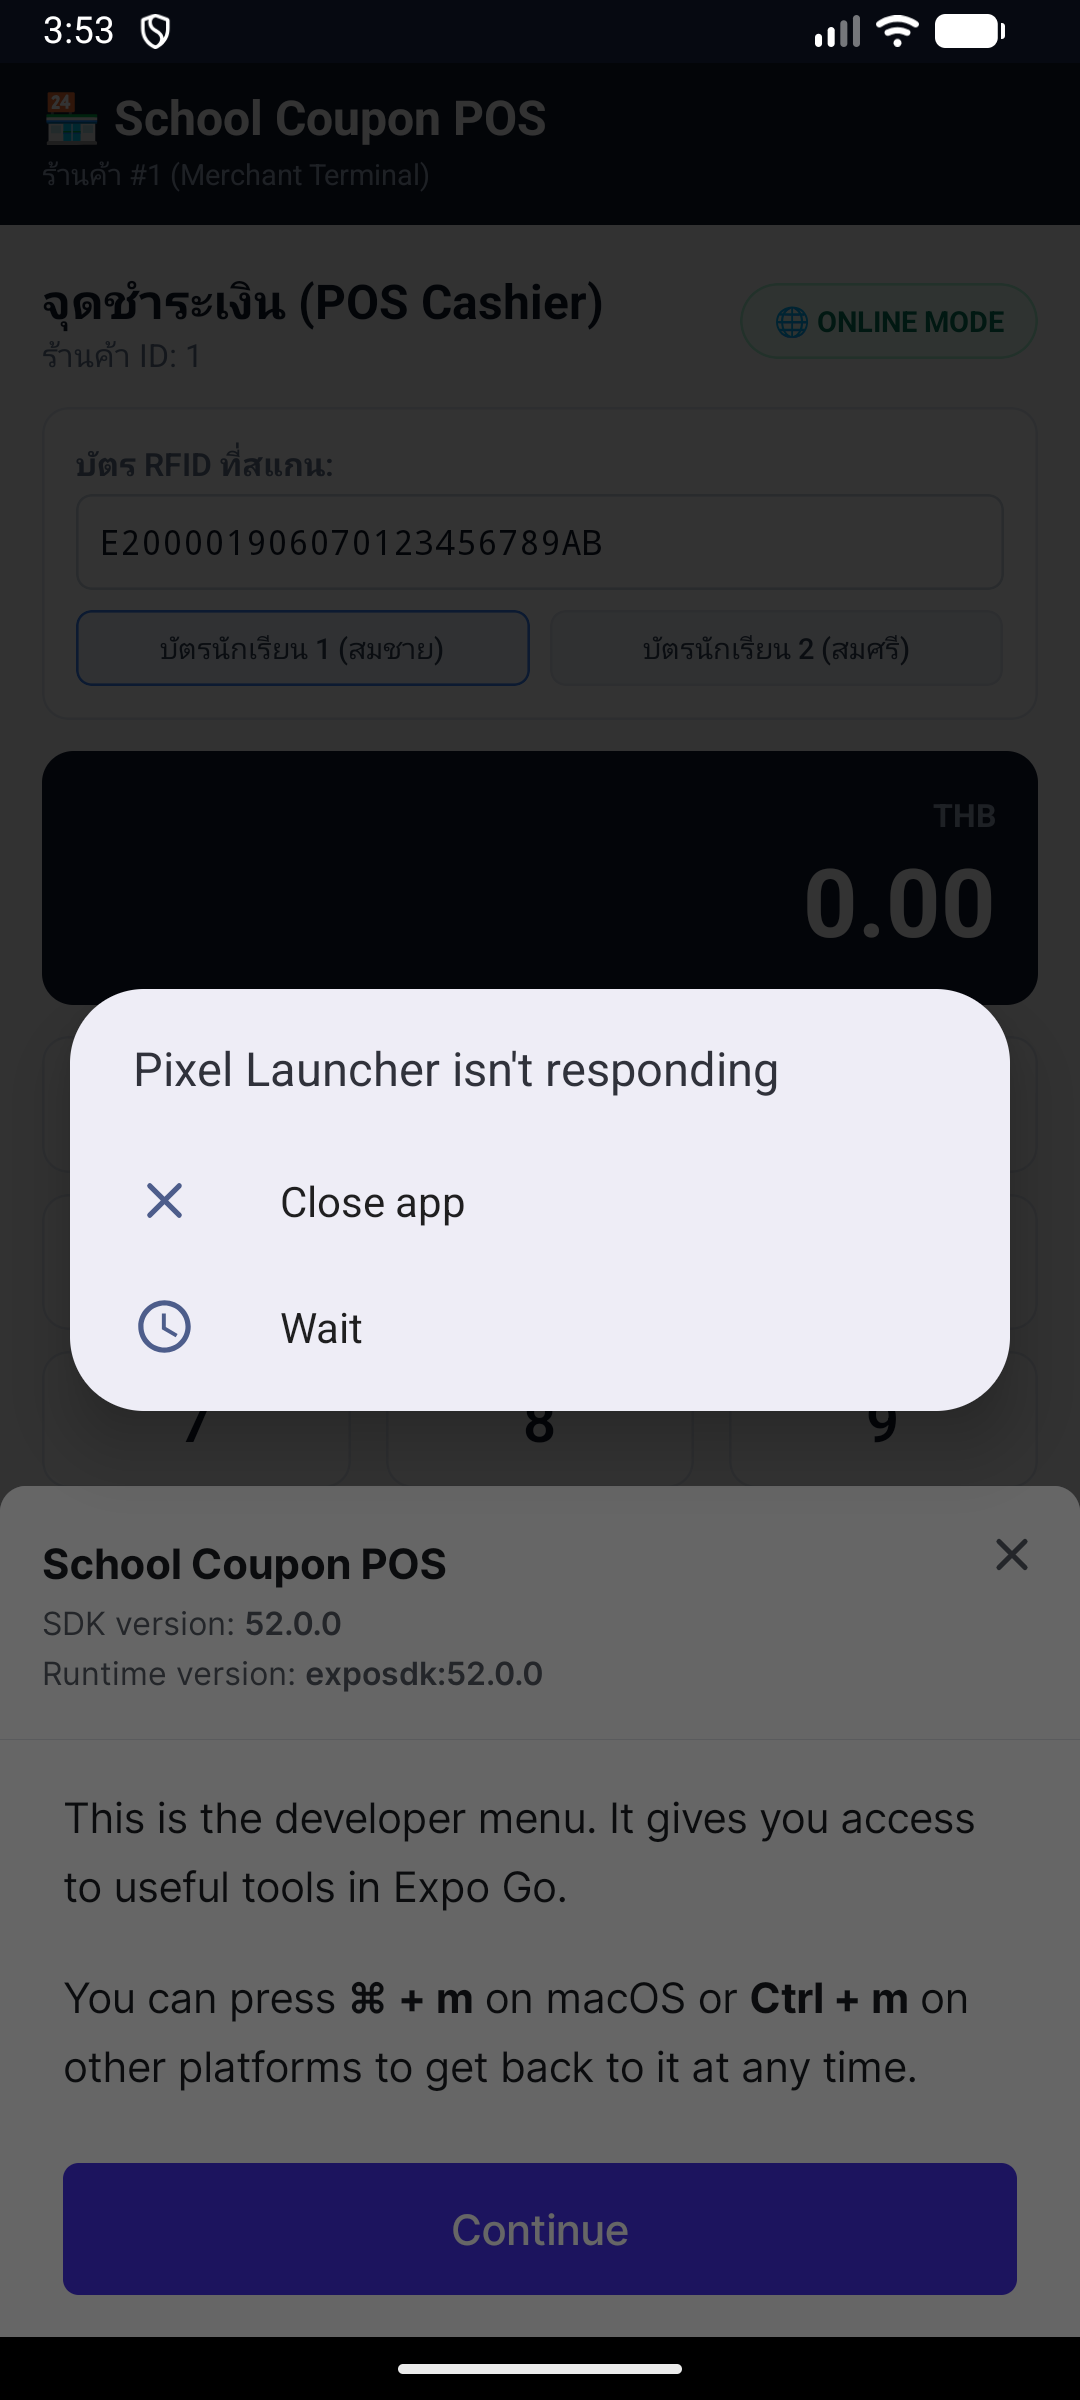 3:53
24
School Coupon POS
ร้านค้า #1 (Merchant Terminal)
จุดชำระเงิน (POS Cashier)
ONLINE MODE
ร้านค้า ID: 1
บัตร RFID ที่สแกน:
E2000019060701234567​89AB
บัตรนักเรียน 1 (สมชาย)
บัตรนักเรียน 2 (สมศรี)
THB
0.00
Pixel Launcher isn't responding
Close app
Wait
7 8 9
School Coupon POS
SDK version: 52.0.0
Runtime version: exposdk:52.0.0
This is the developer menu. It gives you access
to useful tools in Expo Go.
You can press ⌘ + m on macOS or Ctrl + m on
other platforms to get back to it at any time.
Continue